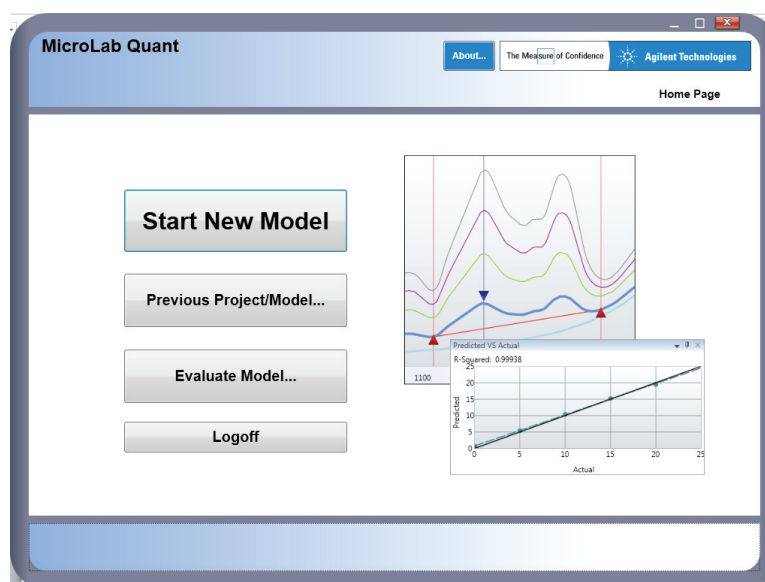 MicroLab Quant
About...
The Measure of Confidence
Agilent Technologies
Home Page
Start New Model
Previous Project/Model...
Evaluate Model...
Logoff
1100
Predicted VS Actual
R-Squared: 0.99938
25
20
15
10
5
0
Predicted
0 5 10 15 20 25
Actual